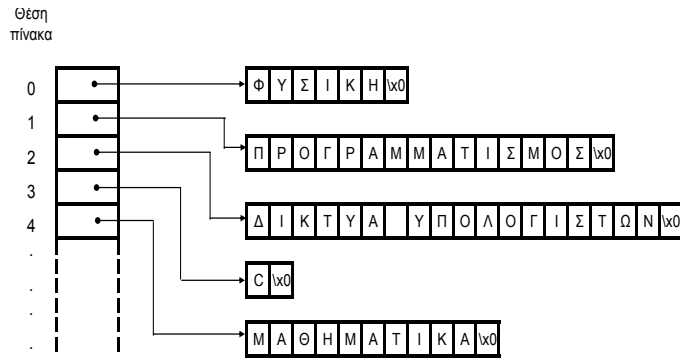 Θέση
πίνακα
0 Φ Υ Σ Ι Κ Η \x0
1
Π Ρ Ο Γ Ρ Α Μ Μ Α Τ Ι Σ Μ Ο Σ \x0
2
3
4 Δ Ι Κ Τ Υ Α Υ Π Ο Λ Ο Γ Ι Σ Τ Ω Ν \x0
.
. C \x0
.
. Μ Α Θ Η Μ Α Τ Ι Κ Α \x0